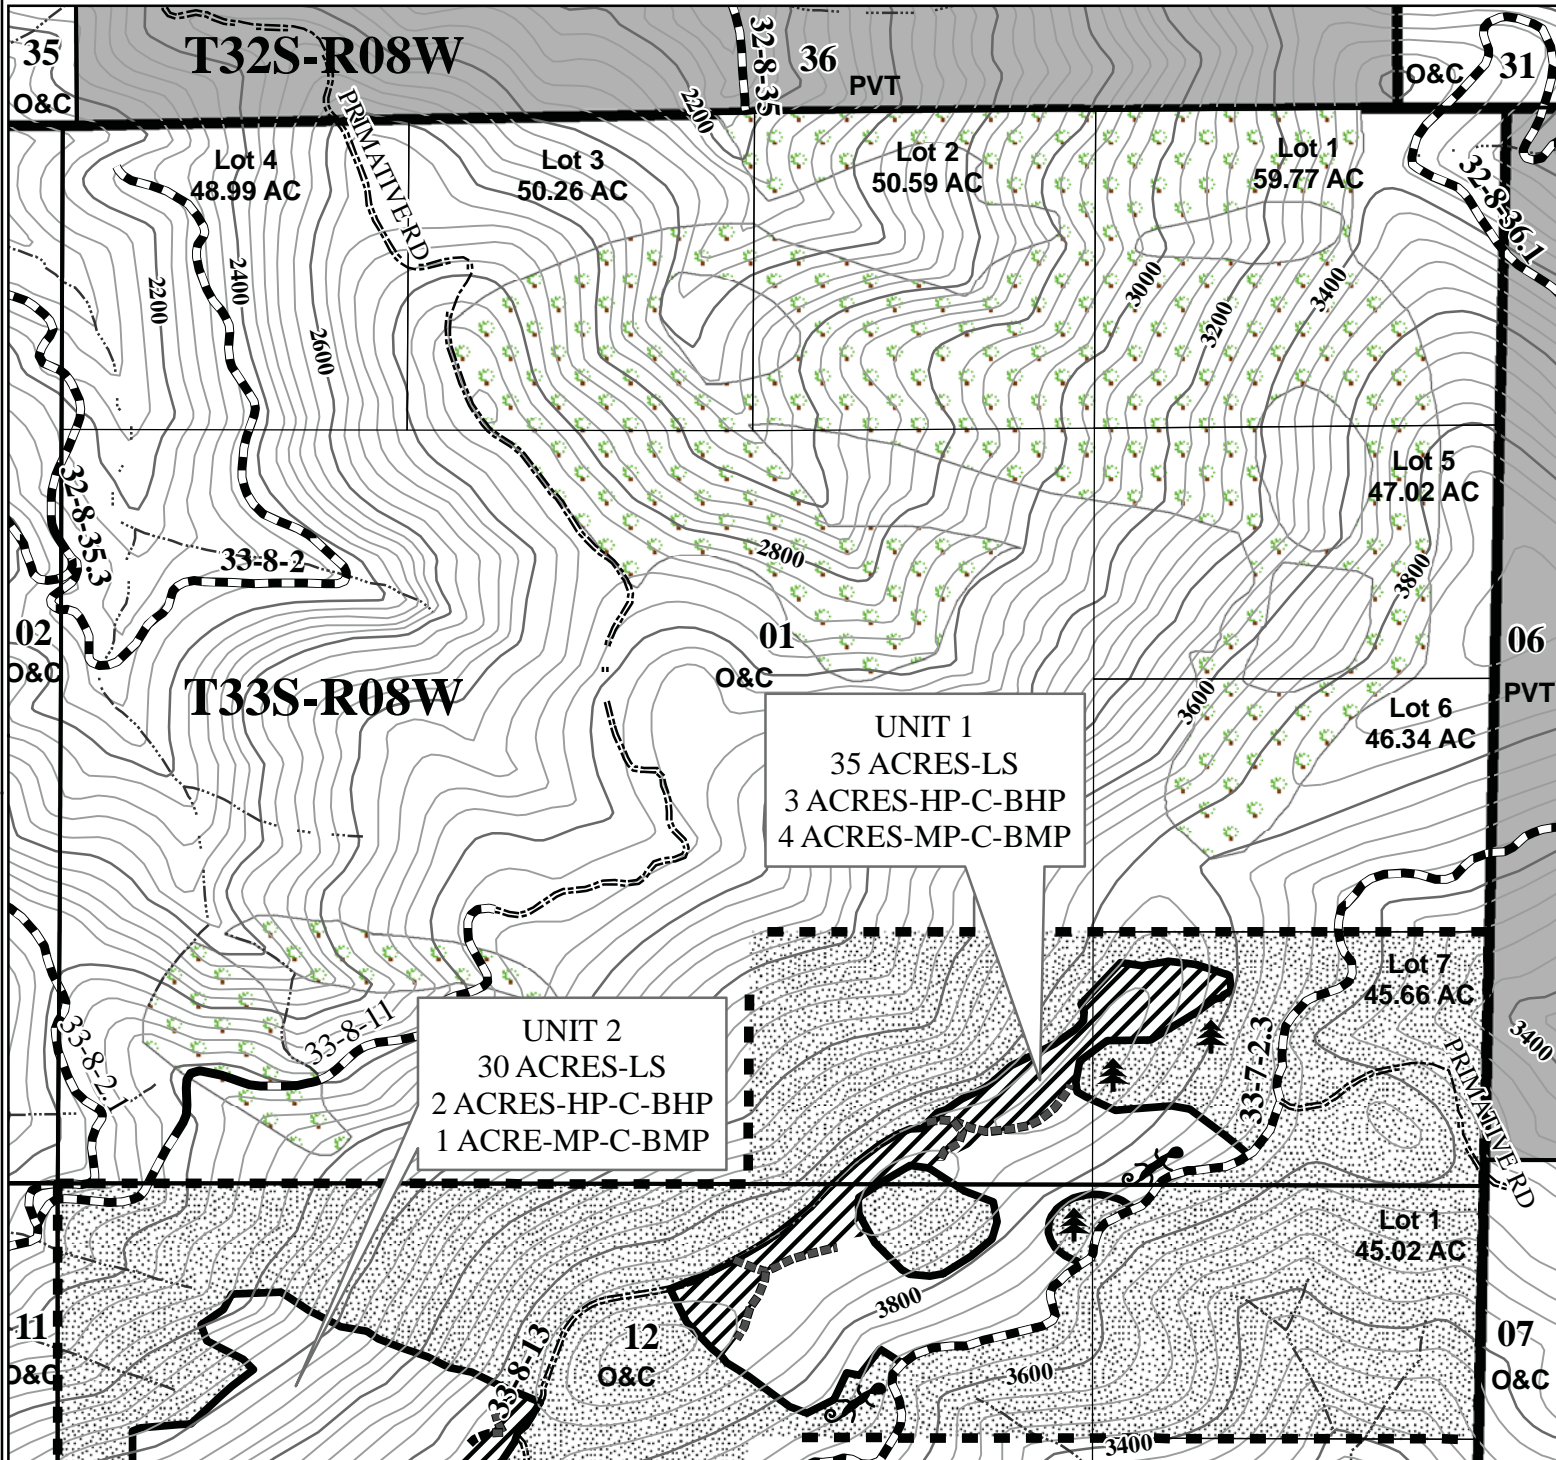 35
O&C
T32S-R08W
32-8-35
36
PVT
O&C
31
PRIMATIVE RD
2200
Lot 4
48.99 AC
Lot 3
50.26 AC
Lot 2
50.59 AC
Lot 1
59.77 AC
32-8-36.1
2200
2400
2600
3000
3200
3400
Lot 5
47.02 AC
32-8-35.3
33-8-2
2800
3800
02
O&C
T33S-R08W
01
O&C
06
PVT
3600
Lot 6
46.34 AC
UNIT 1
35 ACRES-LS
3 ACRES-HP-C-BHP
4 ACRES-MP-C-BMP
Lot 7
45.66 AC
3400
33-8-2.1
33-8-11
UNIT 2
30 ACRES-LS
2 ACRES-HP-C-BHP
1 ACRE-MP-C-BMP
33-7-2.3
PRIMATIVE RD
Lot 1
45.02 AC
11
O&C
33-8-13
12
O&C
3800
3600
3400
07
O&C